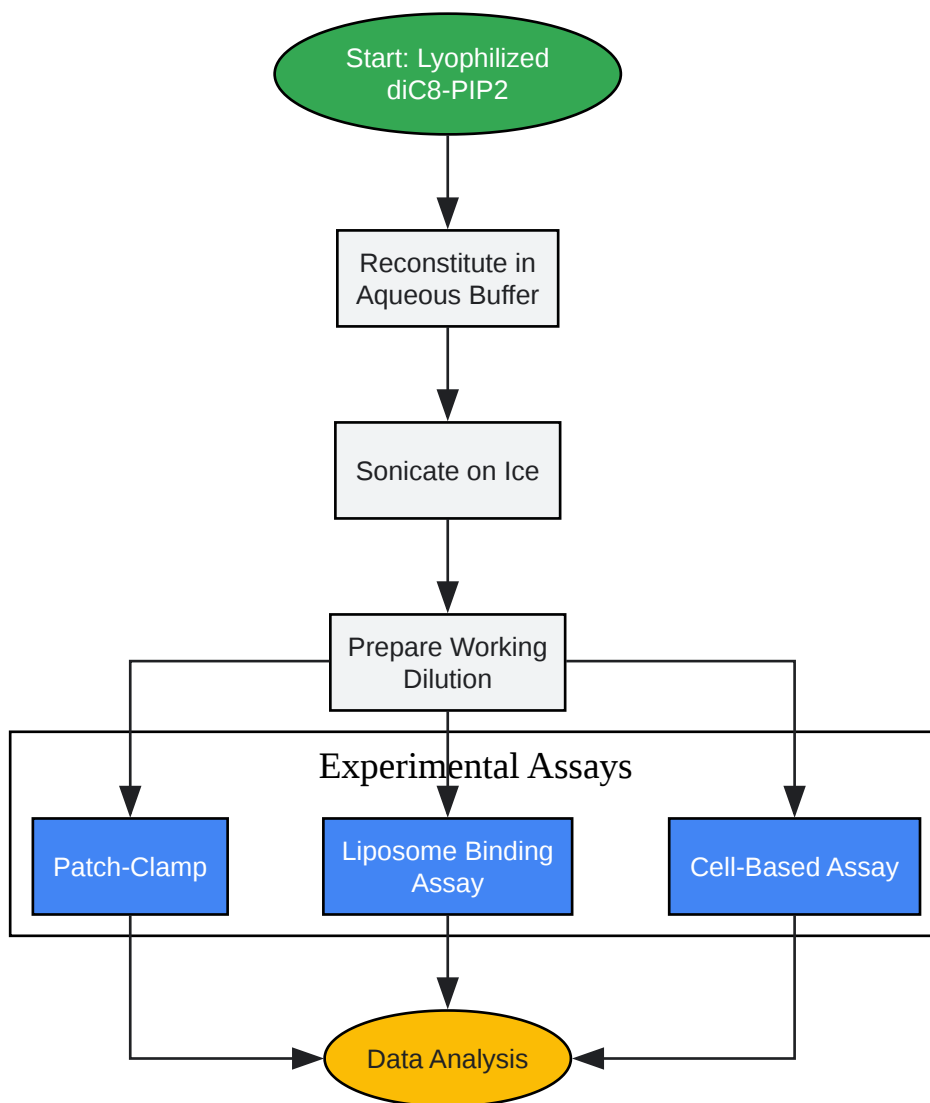 Start: Lyophilized
diC8-PIP2
Reconstitute in
Aqueous Buffer
Sonicate on Ice
Prepare Working
Dilution
Experimental Assays
Patch-Clamp
Liposome Binding
Assay
Cell-Based Assay
Data Analysis